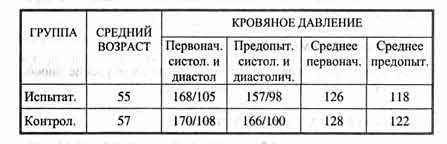 ГРУППА СРЕДНИЙ ВОЗРАСТ КРОВЯНОЕ ДАВЛЕНИЕ
Первонач. систол. и диастол Предопыт. систол. и диастолич. Среднее первонач. Среднее предопыт.
Испытат. 55 168/105 157/98 126 118
Контрол. 57 170/108 166/100 128 122